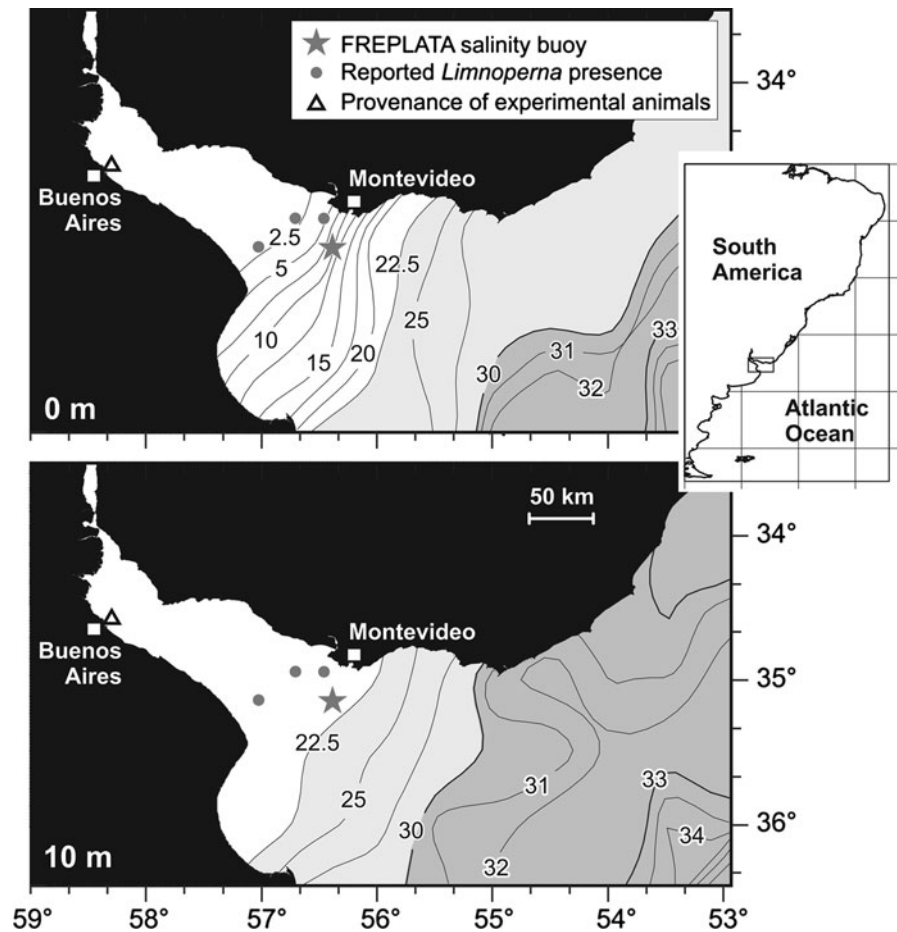 FREPLATA salinity buoy
Reported Limnoperna presence
Provenance of experimental animals
34°
Buenos
Aires
Montevideo
2.5
5
10
15
20
22.5
25
30
31
32
33
0 m
South
America
Atlantic
Ocean
50 km
34°
Buenos
Aires
Montevideo
35°
22.5
25
30
31
32
33
34
36°
10 m
59° 58° 57° 56° 55° 54° 53°